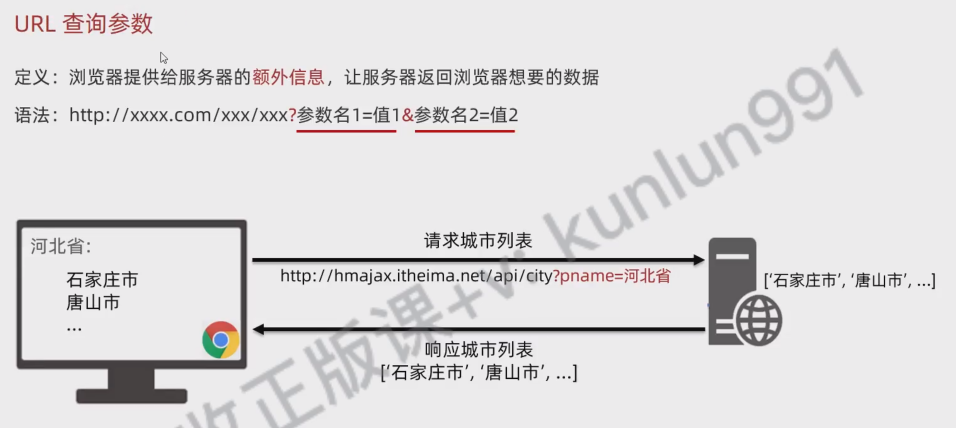 URL 查询参数
定义：浏览器提供给服务器的额外信息，让服务器返回浏览器想要的数据
语法：http://xxxx.com/xxx/xxx?参数名1=值1&参数名2=值2
河北省：
石家庄市
唐山市
...
请求城市列表
http://hmajax.itheima.net/api/city?pname=河北省
['石家庄市', '唐山市', ...]
响应城市列表
['石家庄市', '唐山市', ...]
收正版课+v: kunlun991